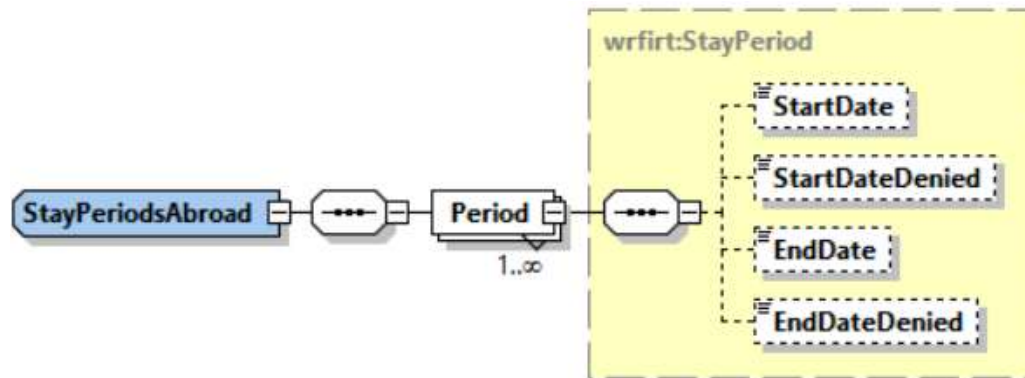 wrfirt:StayPeriod
StartDate
StartDateDenied
StayPeriodsAbroad
Period
1..∞
EndDate
EndDateDenied